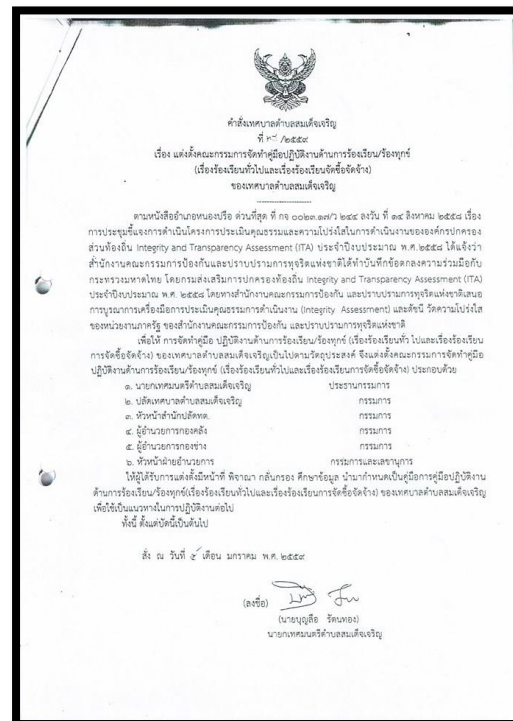 คำสั่งเทศบาลตำบลสมเด็จเจริญ
ที่ /๒๕๕๙
เรื่อง แต่งตั้งคณะกรรมการจัดทำคู่มือปฏิบัติงานด้านการร้องเรียน/ร้องทุกข์
(เรื่องร้องเรียนทั่วไปและเรื่องร้องเรียนจัดซื้อจัดจ้าง)
ของเทศบาลตำบลสมเด็จเจริญ
ตามหนังสืออำเภอหนองปรือ ด่วนที่สุด ที่ กจ ๐๐๒๓.๑๗/ว ๒๔๔ ลงวันที่ ๑๔ สิงหาคม ๒๕๕๘ เรื่อง
การประชุมชี้แจงการดำเนินโครงการประเมินคุณธรรมและความโปร่งใสในการดำเนินงานขององค์กรปกครอง
ส่วนท้องถิ่น Integrity and Transparency Assessment (ITA) ประจำปีงบประมาณ พ.ศ.๒๕๕๘ ได้แจ้งว่า
สำนักงานคณะกรรมการป้องกันและปราบปรามการทุจริตแห่งชาติได้ทำบันทึกข้อตกลงความร่วมมือกับ
กระทรวงมหาดไทย โดยกรมส่งเสริมการปกครองท้องถิ่น Integrity and Transparency Assessment (ITA)
ประจำปีงบประมาณ พ.ศ. ๒๕๕๘ โดยทางสำนักงานคณะกรรมการป้องกัน และปราบปรามการทุจริตแห่งชาติเสนอ
การบูรณาการเครื่องมือการประเมินคุณธรรมการดำเนินงาน (Integrity Assessment) และดัชนี วัดความโปร่งใส
ของหน่วยงานภาครัฐ ของสำนักงานคณะกรรมการป้องกัน และปราบปรามการทุจริตแห่งชาติ
เพื่อให้ การจัดทำคู่มือ ปฏิบัติงานด้านการร้องเรียน/ร้องทุกข์ (เรื่องร้องเรียนทั่ว ไปและเรื่องร้องเรียน
การจัดซื้อจัดจ้าง) ของเทศบาลตำบลสมเด็จเจริญเป็นไปตามวัตถุประสงค์ จึงแต่งตั้งคณะกรรมการจัดทำคู่มือ
ปฏิบัติงานด้านการร้องเรียน/ร้องทุกข์ (เรื่องร้องเรียนทั่วไปและเรื่องร้องเรียนการจัดซื้อจัดจ้าง) ประกอบด้วย
๑. นายกเทศมนตรีตำบลสมเด็จเจริญ ประธานกรรมการ
๒. ปลัดเทศบาลตำบลสมเด็จเจริญ กรรมการ
๓. หัวหน้าสำนักปลัดทต. กรรมการ
๔. ผู้อำนวยการกองคลัง กรรมการ
๕. ผู้อำนวยการกองช่าง กรรมการ
๖. หัวหน้าฝ่ายอำนวยการ กรรมการและเลขานุการ
ให้ผู้ได้รับการแต่งตั้งมีหน้าที่ พิจาณา กลั่นกรอง ศึกษาข้อมูล นำมากำหนดเป็นคู่มือการคู่มือปฏิบัติงาน
ด้านการร้องเรียน/ร้องทุกข์(เรื่องร้องเรียนทั่วไปและเรื่องร้องเรียนการจัดซื้อจัดจ้าง) ของเทศบาลตำบลสมเด็จเจริญ
เพื่อใช้เป็นแนวทางในการปฏิบัติงานต่อไป
ทั้งนี้ ตั้งแต่บัดนี้เป็นต้นไป
สั่ง ณ วันที่ ๕ เดือน มกราคม พ.ศ. ๒๕๕๙
(ลงชื่อ)
(นายบุญลือ รัตนทอง)
นายกเทศมนตรีตำบลสมเด็จเจริญ